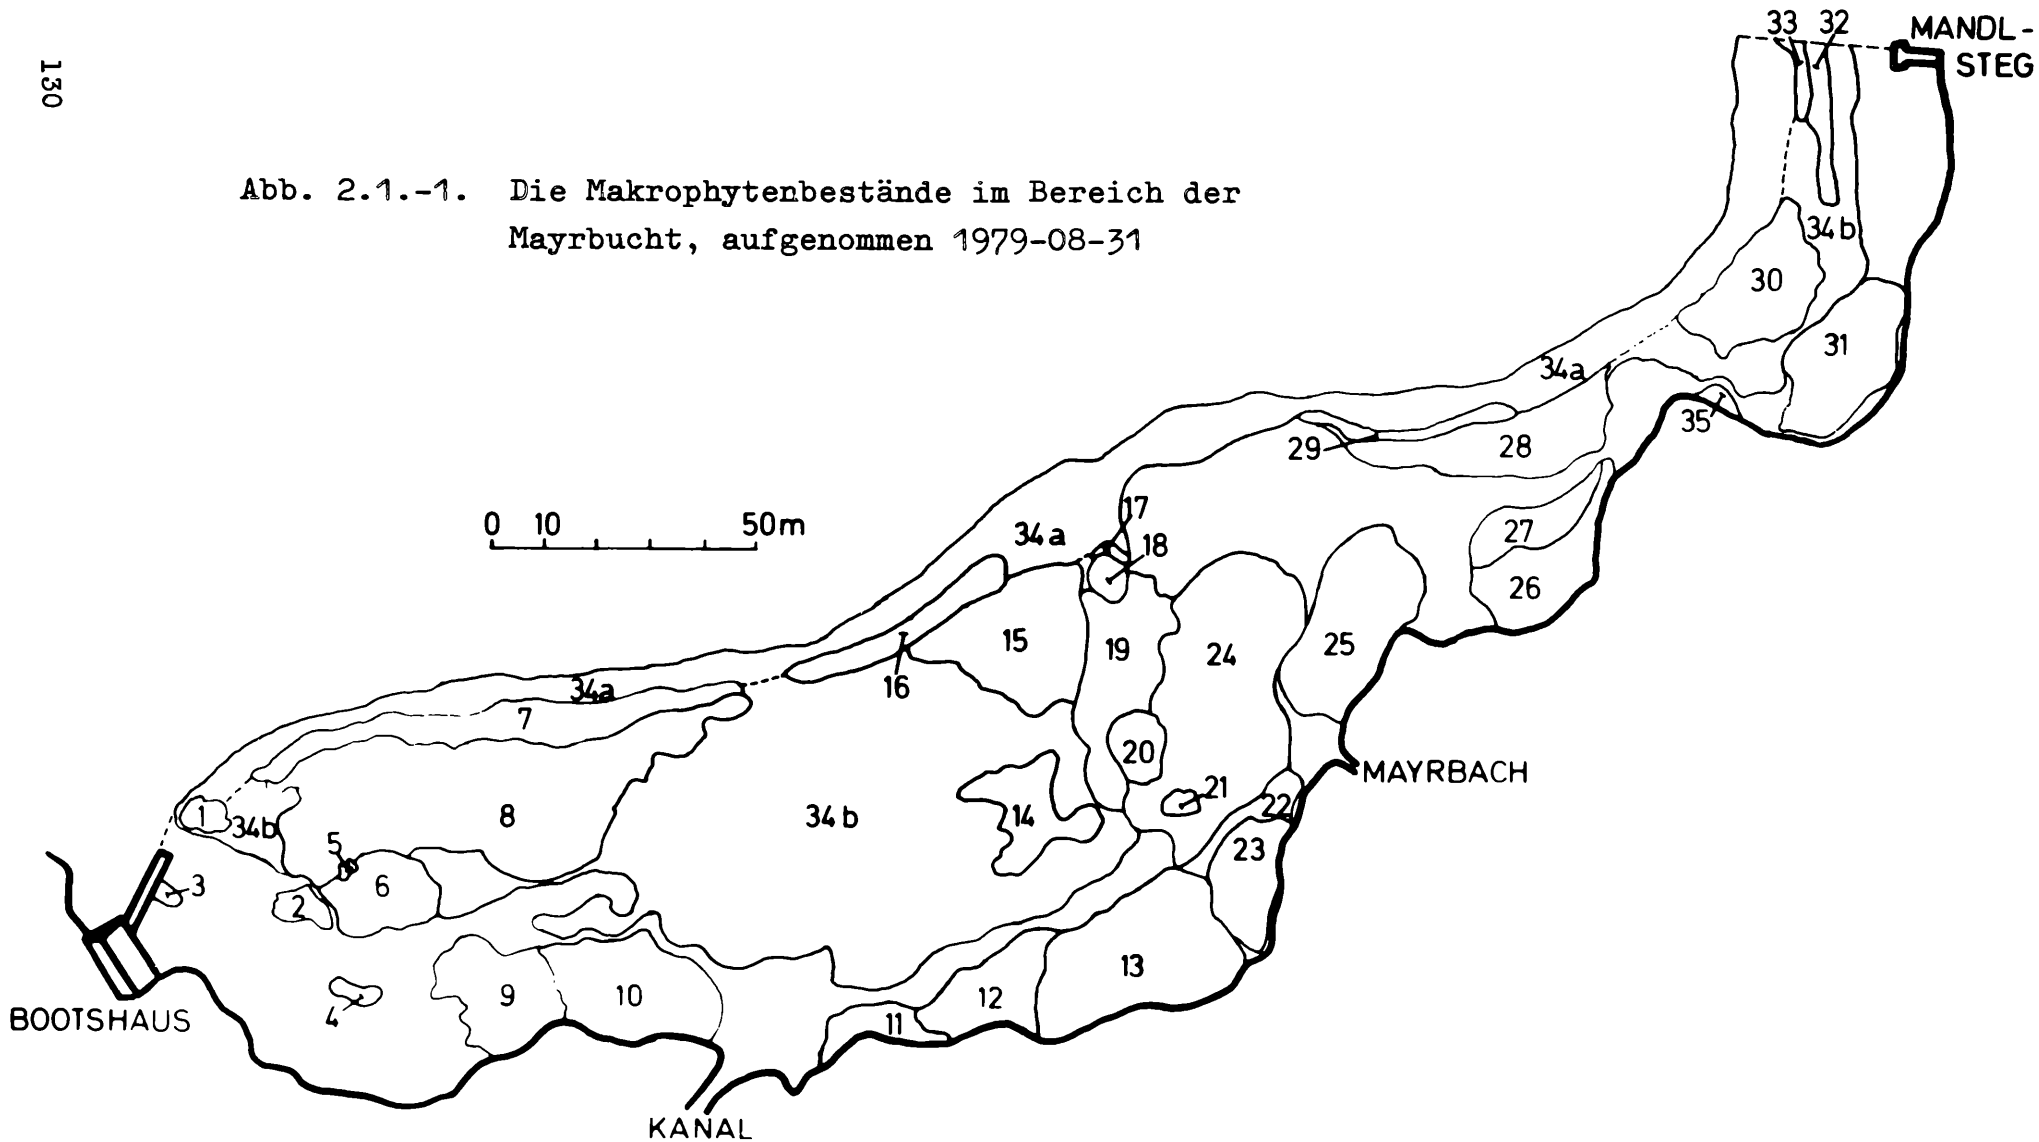 130
Abb. 2.1.-1. Die Makrophytenbestände im Bereich der
Mayrbucht, aufgenommen 1979-08-31
33 32
MANDL-
STEG
34b
30
31
34a
35
29
28
0 10 50m
17
34a
18
27
26
15
19
24
25
16
34a
7
20
MAYRBACH
21
22
1
34b
8
34b
14
5
23
3
6
2
13
9
10
12
4
11
BOOTSHAUS
KANAL